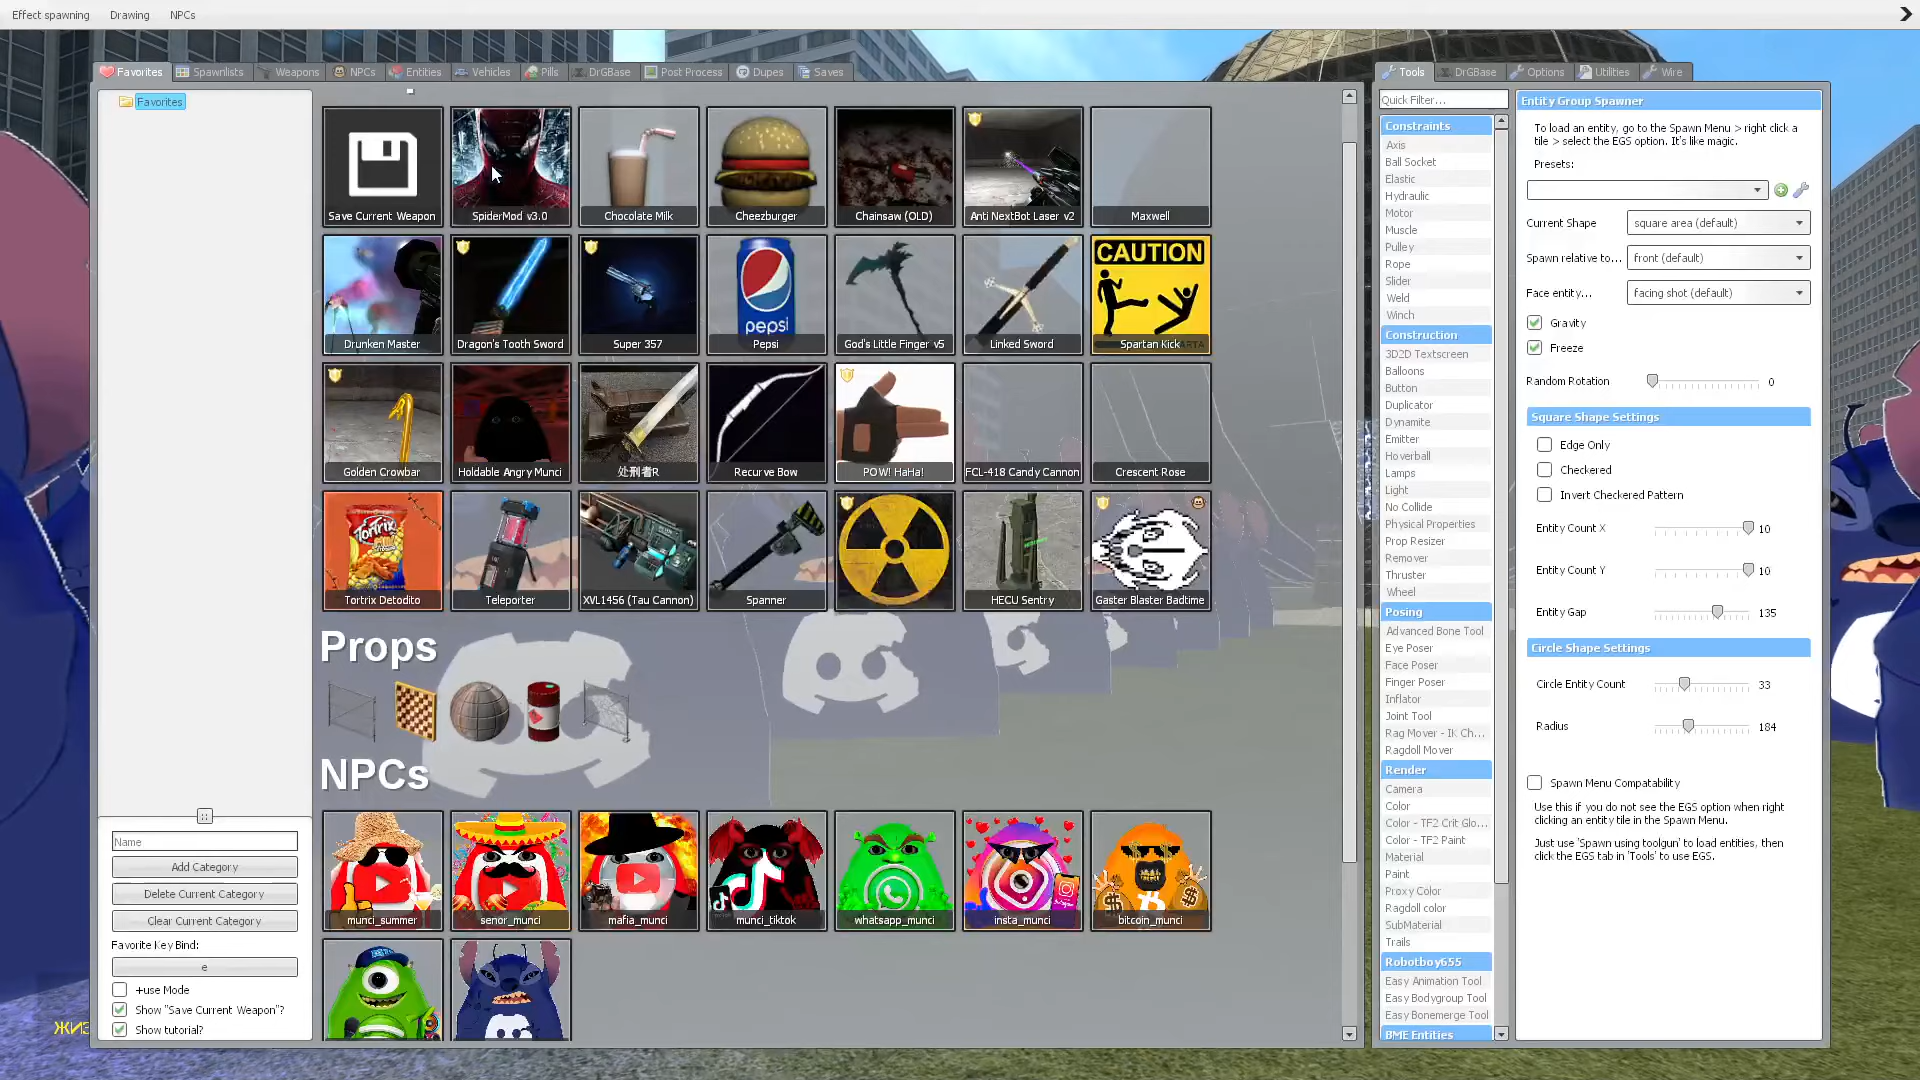 Effect spawning Drawing NPCs
Favorites Spawnlists Weapons NPCs Entities Vehicles Pills DrGBase Post Process Dupes Saves
Favorites
Save Current Weapon SpiderMod v3.0 Chocolate Milk Cheezburger Chainsaw (OLD) Anti NextBot Laser v2 Maxwell
CAUTION
pepsi
Drunken Master Dragon's Tooth Sword Super 357 Pepsi God's Little Finger v5 Linked Sword Spartan Kick
Golden Crowbar Holdable Angry Munci 处刑者R Recurve Bow POW! HaHa! FCL-418 Candy Cannon Crescent Rose
TorTrix
Tortrix Detodito Teleporter XVL1456 (Tau Cannon) Spanner HECU Sentry Gaster Blaster Badtime
Props
NPCs
munci_summer senor_munci mafia_munci munci_tiktok whatsapp_munci insta_munci bitcoin_munci
Name
Add Category
Delete Current Category
Clear Current Category
Favorite Key Bind:
e
+use Mode
Show "Save Current Weapon"?
Show tutorial?
ЖИЗ
Tools DrGBase Options Utilities Wire
Quick Filter...
Constraints
Axis
Ball Socket
Elastic
Hydraulic
Motor
Muscle
Pulley
Rope
Slider
Weld
Winch
Construction
3D2D Textscreen
Balloons
Button
Duplicator
Dynamite
Emitter
Hoverball
Lamps
Light
No Collide
Physical Properties
Prop Resizer
Remover
Thruster
Wheel
Posing
Advanced Bone Tool
Eye Poser
Face Poser
Finger Poser
Inflator
Joint Tool
Rag Mover - IK Ch...
Ragdoll Mover
Render
Camera
Color
Color - TF2 Crit Glo...
Color - TF2 Paint
Material
Paint
Proxy Color
Ragdoll color
SubMaterial
Trails
Robotboy655
Easy Animation Tool
Easy Bodygroup Tool
Easy Bonemerge Tool
BME Entities
Entity Group Spawner
To load an entity, go to the Spawn Menu > right click a
tile > select the EGS option. It's like magic.
Presets:
Current Shape square area (default)
Spawn relative to... front (default)
Face entity... facing shot (default)
Gravity
Freeze
Random Rotation 0
Square Shape Settings
Edge Only
Checkered
Invert Checkered Pattern
Entity Count X 10
Entity Count Y 10
Entity Gap 135
Circle Shape Settings
Circle Entity Count 33
Radius 184
Spawn Menu Compatability
Use this if you do not see the EGS option when right
clicking an entity tile in the Spawn Menu.
Just use 'Spawn using toolgun' to load entities, then
click the EGS tab in 'Tools' to use EGS.